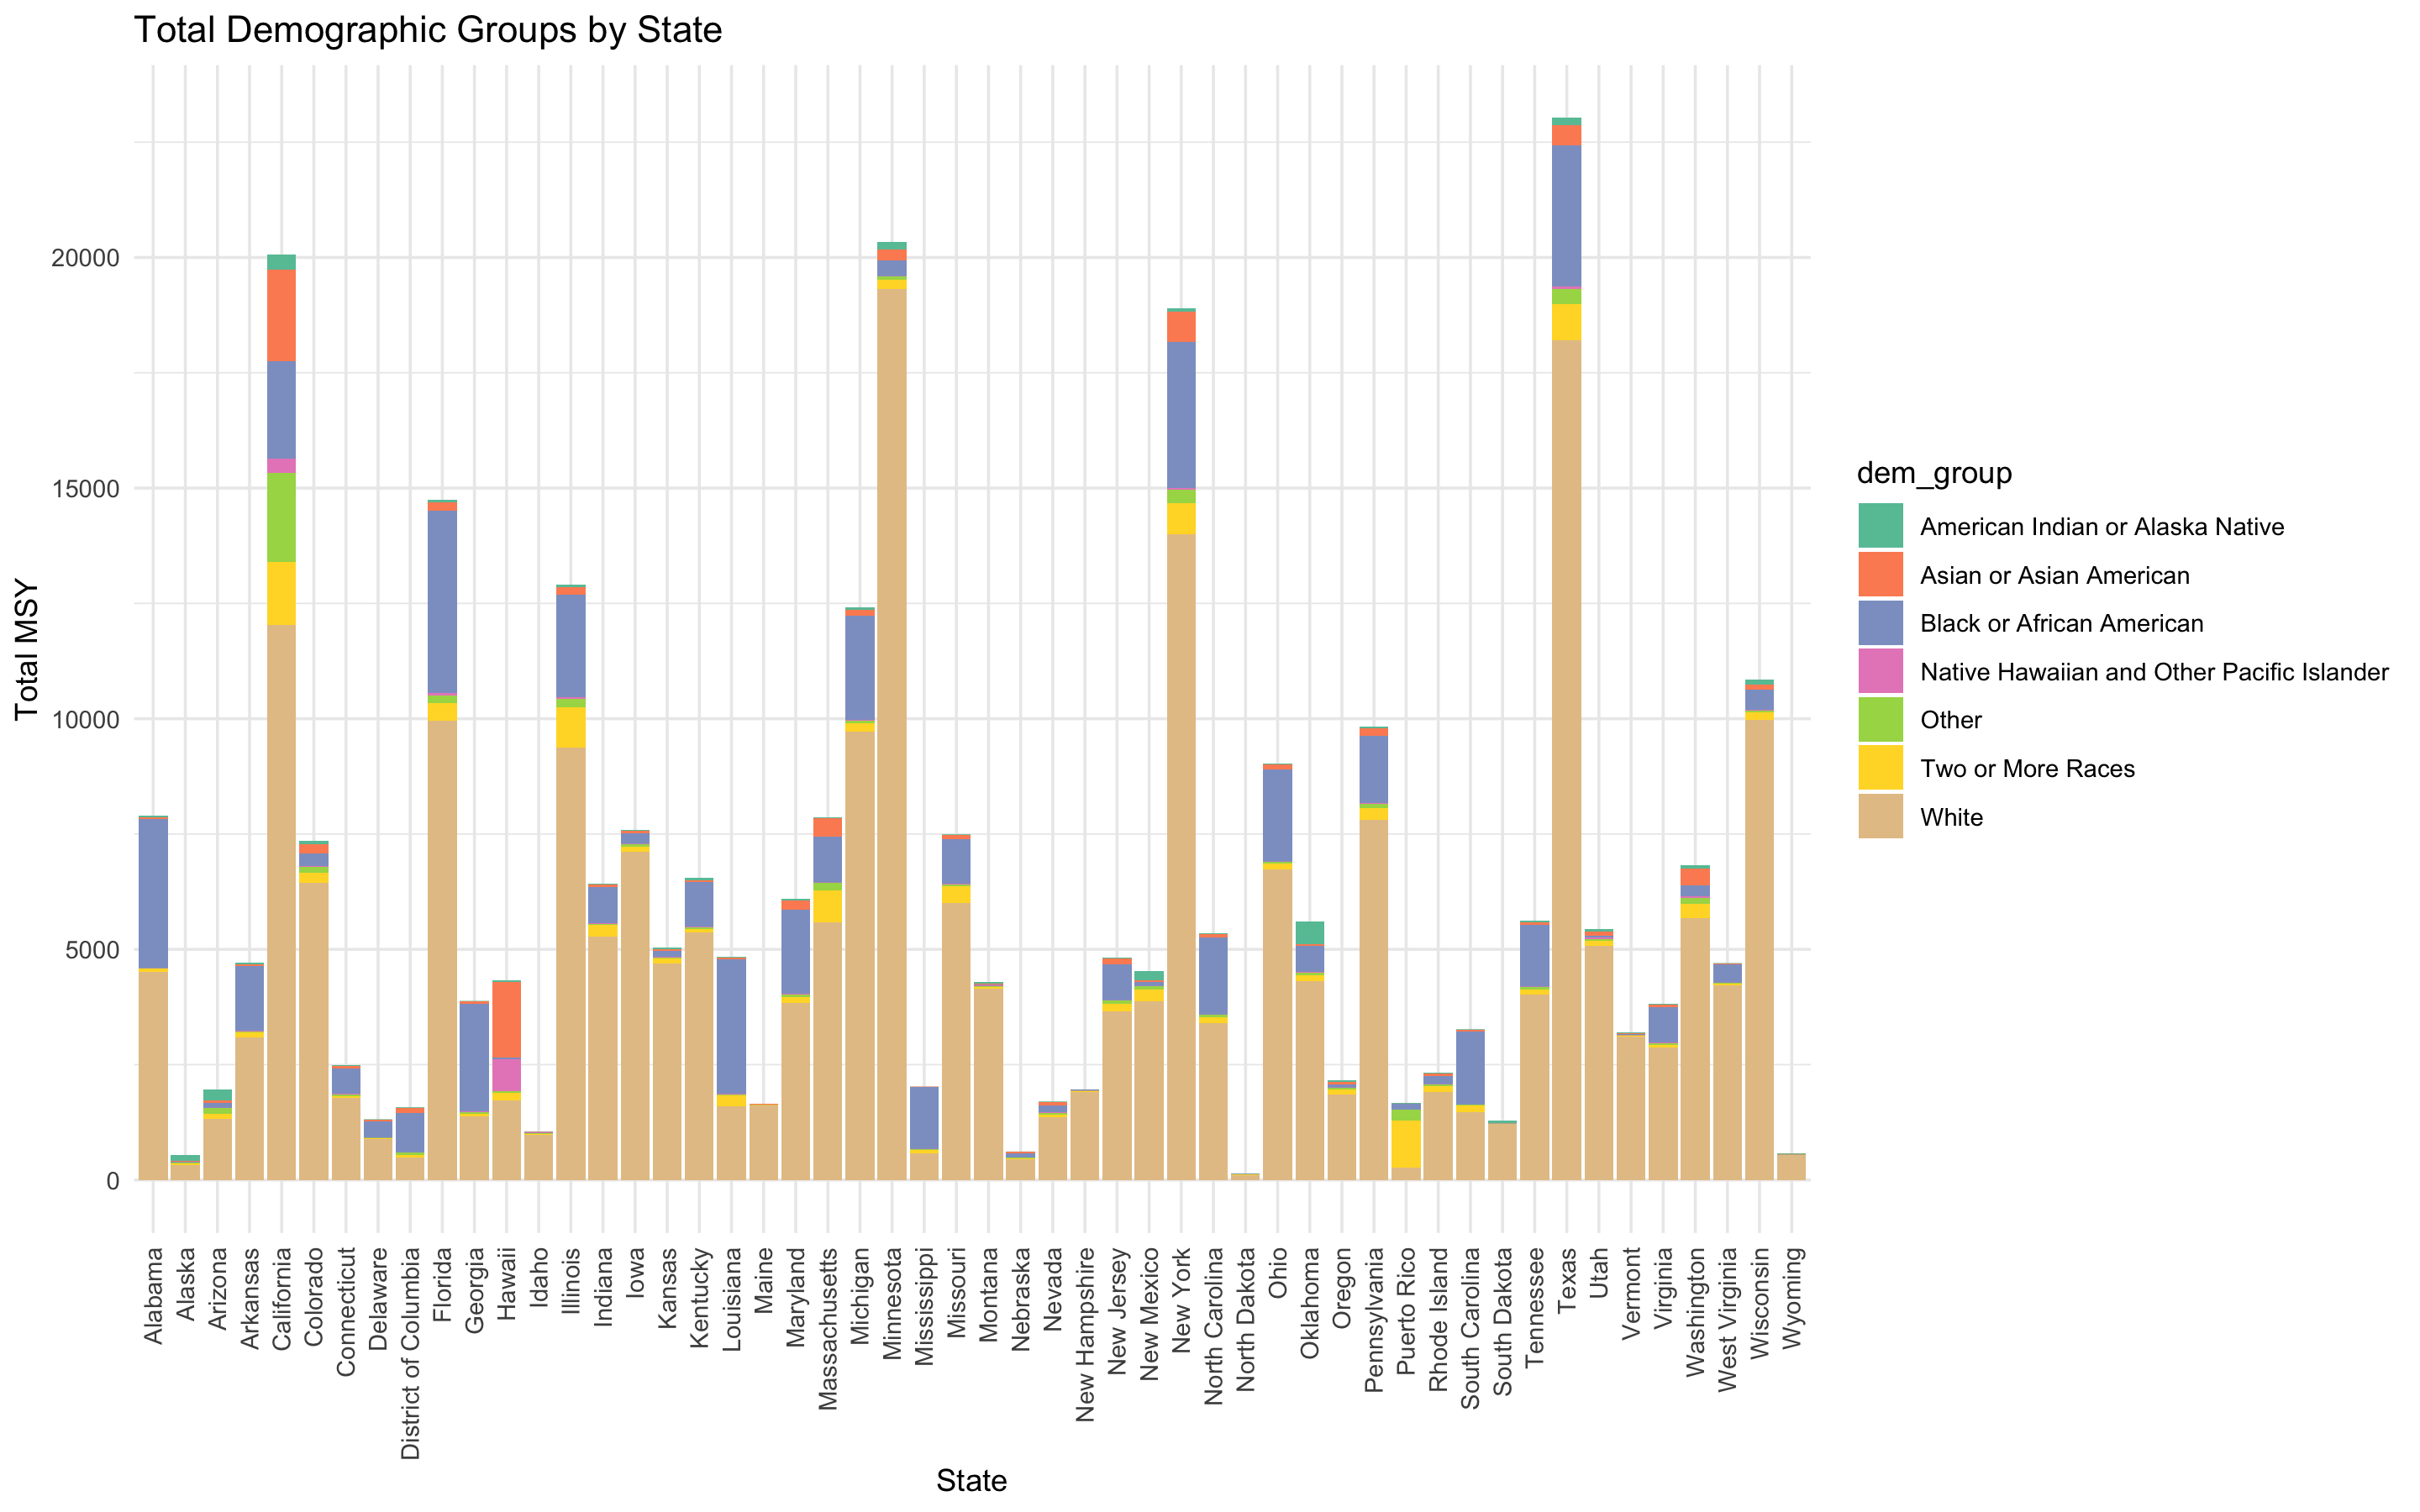 Total Demographic Groups by State
Total MSY
20000
15000
10000
5000
0
Alabama
Alaska
Arizona
Arkansas
California
Colorado
Connecticut
Delaware
District of Columbia
Florida
Georgia
Hawaii
Idaho
Illinois
Indiana
Iowa
Kansas
Kentucky
Louisiana
Maine
Maryland
Massachusetts
Michigan
Minnesota
Mississippi
Missouri
Montana
Nebraska
Nevada
New Hampshire
New Jersey
New Mexico
New York
North Carolina
North Dakota
Ohio
Oklahoma
Oregon
Pennsylvania
Puerto Rico
Rhode Island
South Carolina
South Dakota
Tennessee
Texas
Utah
Vermont
Virginia
Washington
West Virginia
Wisconsin
Wyoming
State
dem_group
American Indian or Alaska Native
Asian or Asian American
Black or African American
Native Hawaiian and Other Pacific Islander
Other
Two or More Races
White